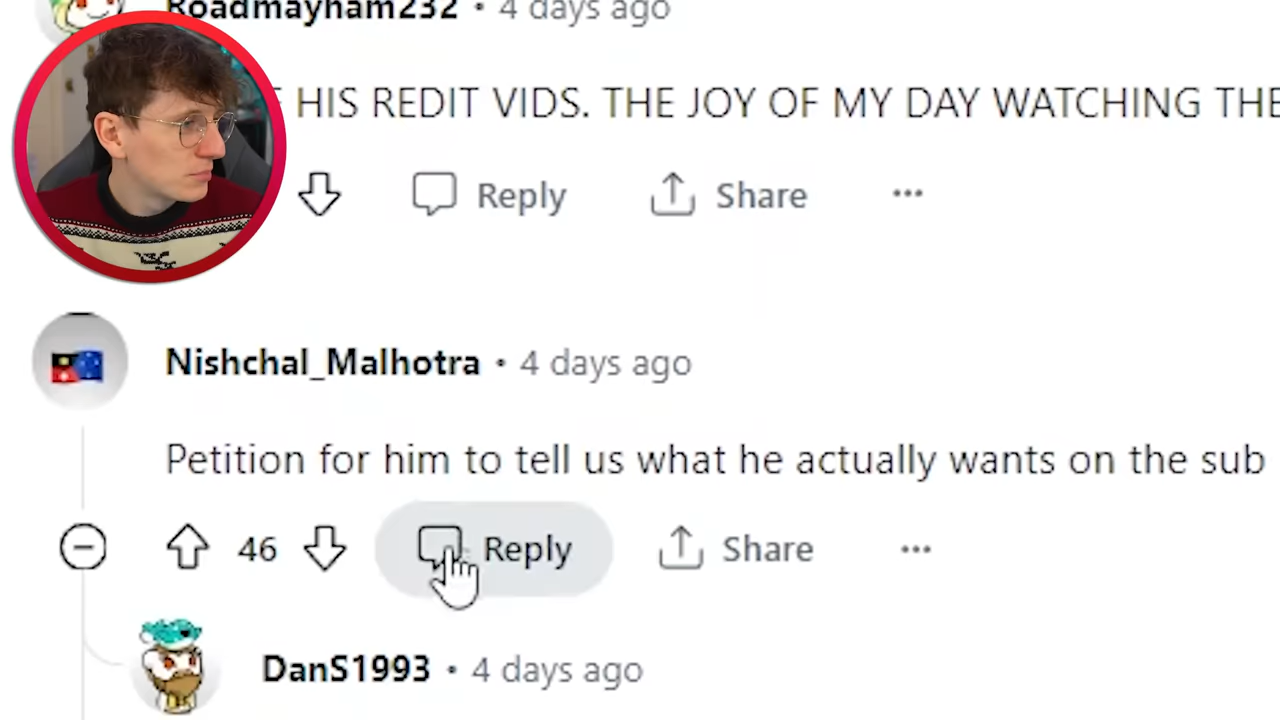 Roadmayham232 • 4 days ago
HIS REDIT VIDS. THE JOY OF MY DAY WATCHING THE
Reply Share
Nishchal_Malhotra • 4 days ago
Petition for him to tell us what he actually wants on the sub
46 Reply Share
DanS1993 • 4 days ago